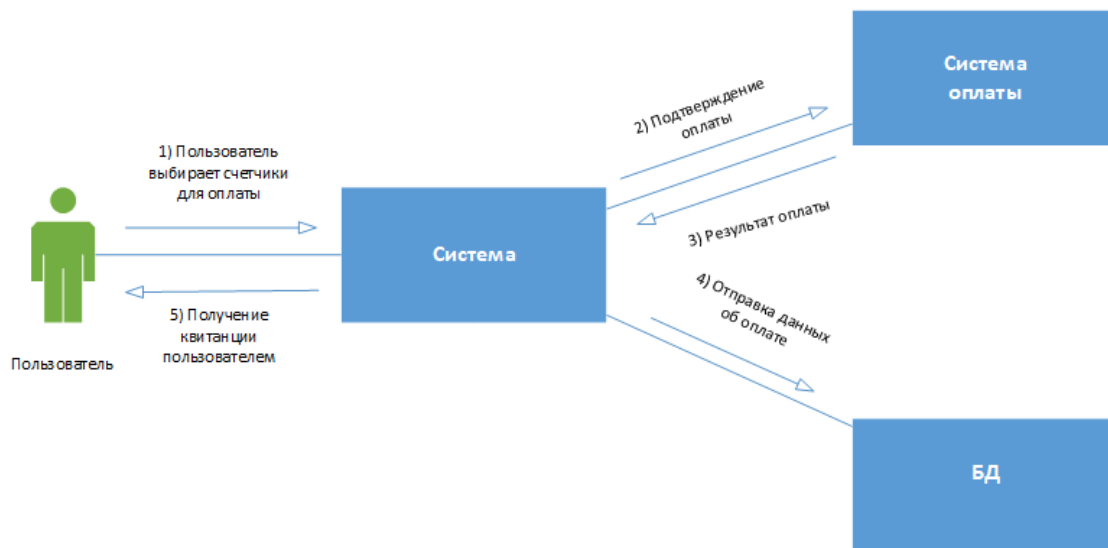 1) Пользователь
выбирает счетчики
для оплаты
Пользователь
5) Получение
квитанции
пользователем
Система
2) Подтверждение
оплаты
3) Результат оплаты
Система
оплаты
4) Отправка данных
об оплате
БД